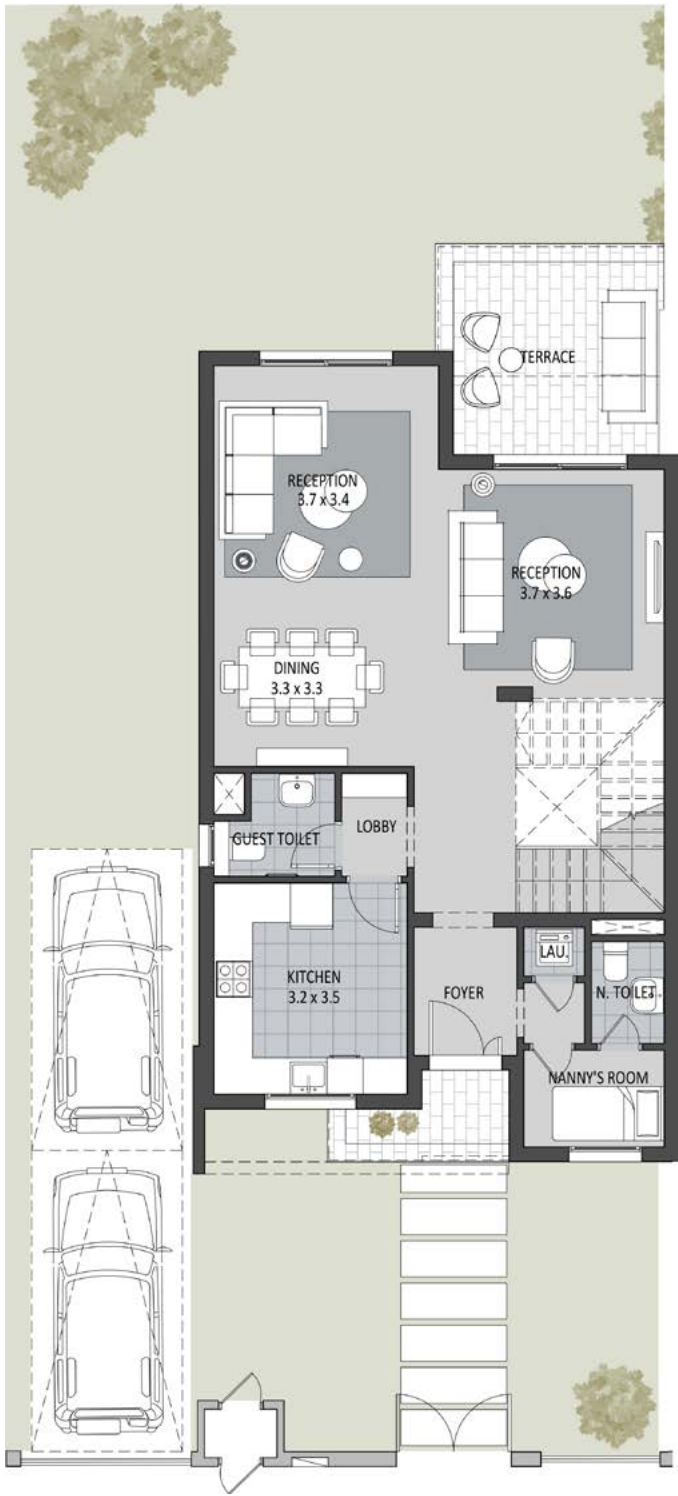 TERRACE
RECEPTION
3.7 x 3.4
RECEPTION
3.7 x 3.6
DINING
3.3 x 3.3
GUEST TOILET
LOBBY
KITCHEN
3.2 x 3.5
FOYER
LAU.
N. TOILET.
NANNY'S ROOM